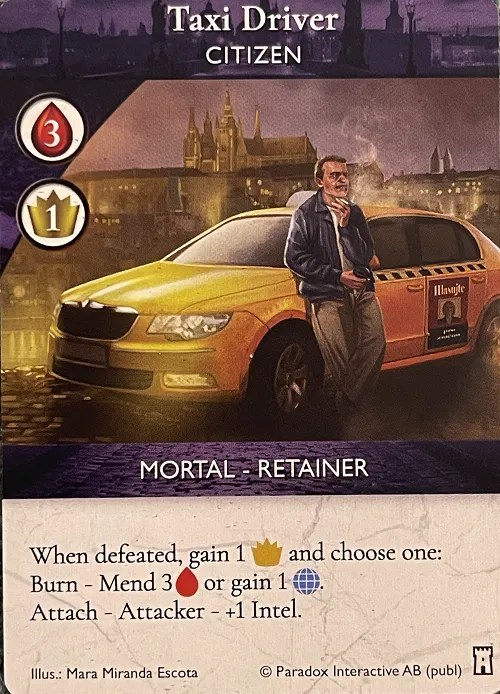 Taxi Driver
CITIZEN
3
1
Hlasujte
MORTAL - RETAINER
When defeated, gain 1 and choose one:
Burn - Mend 3 or gain 1.
Attach - Attacker - +1 Intel.
Illus.: Mara Miranda Escota
© Paradox Interactive AB (publ)